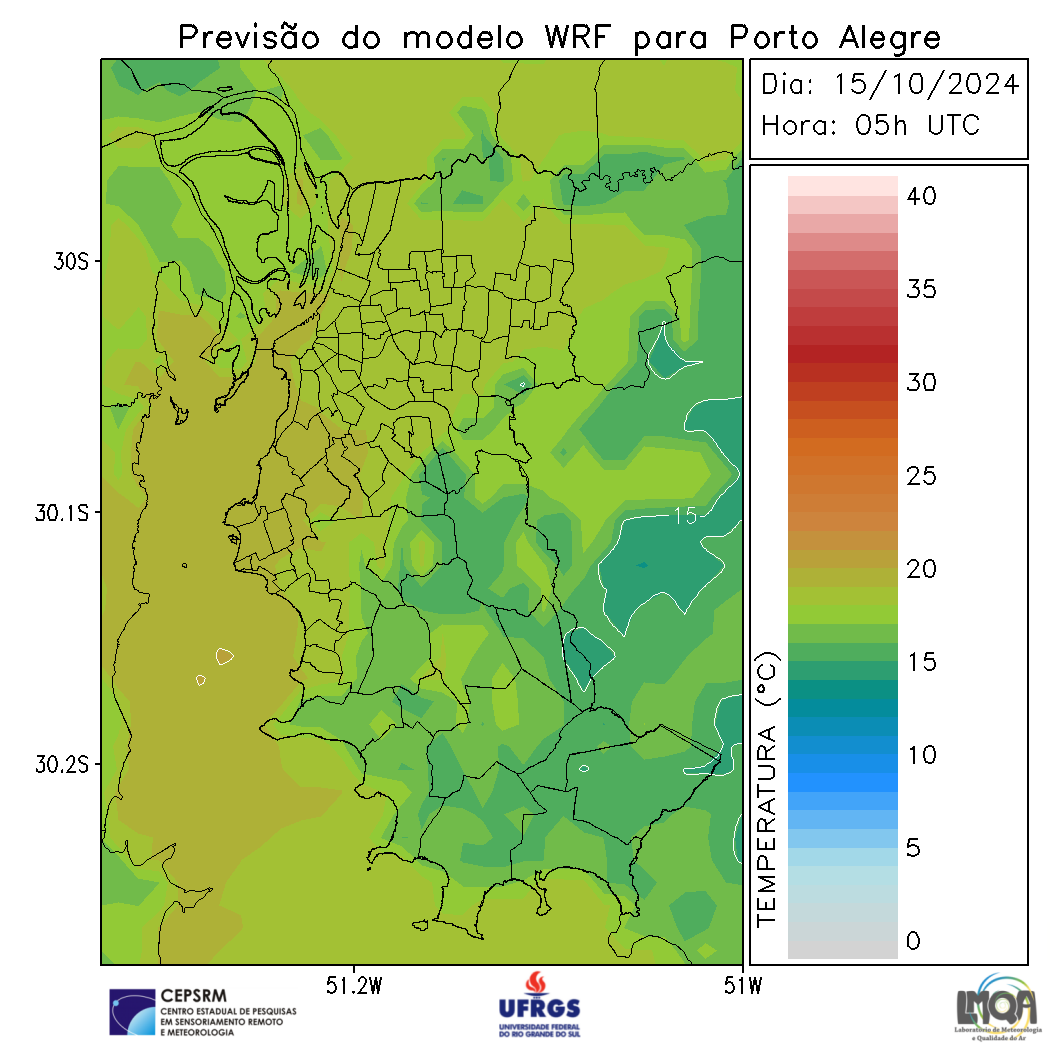 Previsão do modelo WRF para Porto Alegre
Dia: 15/10/2024
Hora: 05h UTC
40
35
30
25
20
15
10
5
0
TEMPERATURA (°C)
30S
30.1S
30.2S
15
51.2W
51W
CEPSRM
CENTRO ESTADUAL DE PESQUISAS
EM SENSORIAMENTO REMOTO
E METEOROLOGIA
UFRGS
UNIVERSIDADE FEDERAL
DO RIO GRANDE DO SUL
LMQA
Laboratório de Meteorologia
e Qualidade do Ar